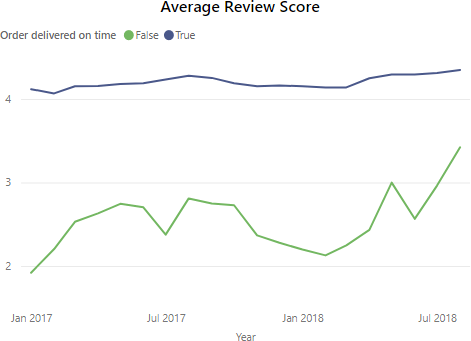 Average Review Score
Order delivered on time False True
4
3
2
Jan 2017 Jul 2017 Jan 2018 Jul 2018
Year